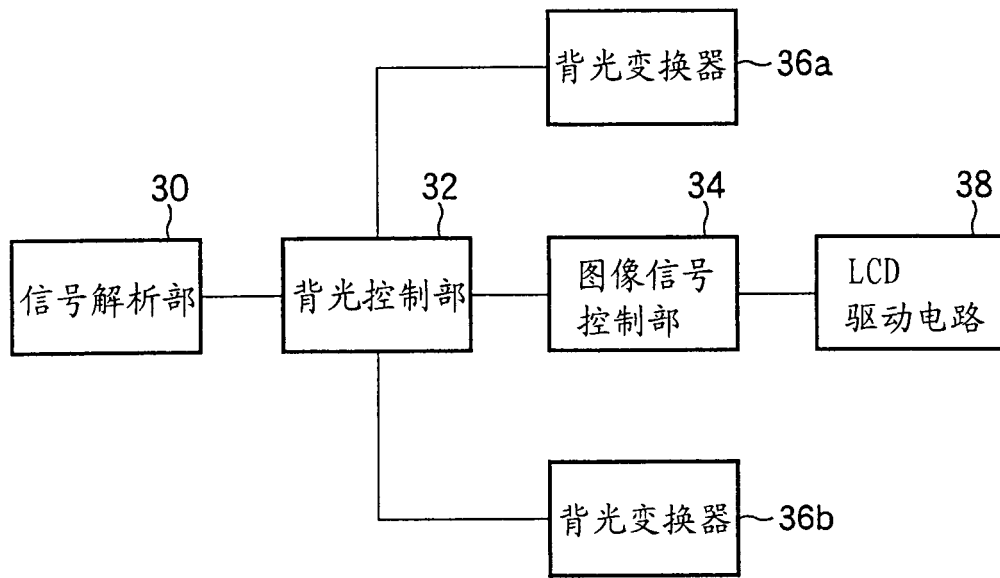 背光变换器
36a
30
32
34
38
信号解析部
背光控制部
图像信号
控制部
LCD
驱动电路
背光变换器
36b